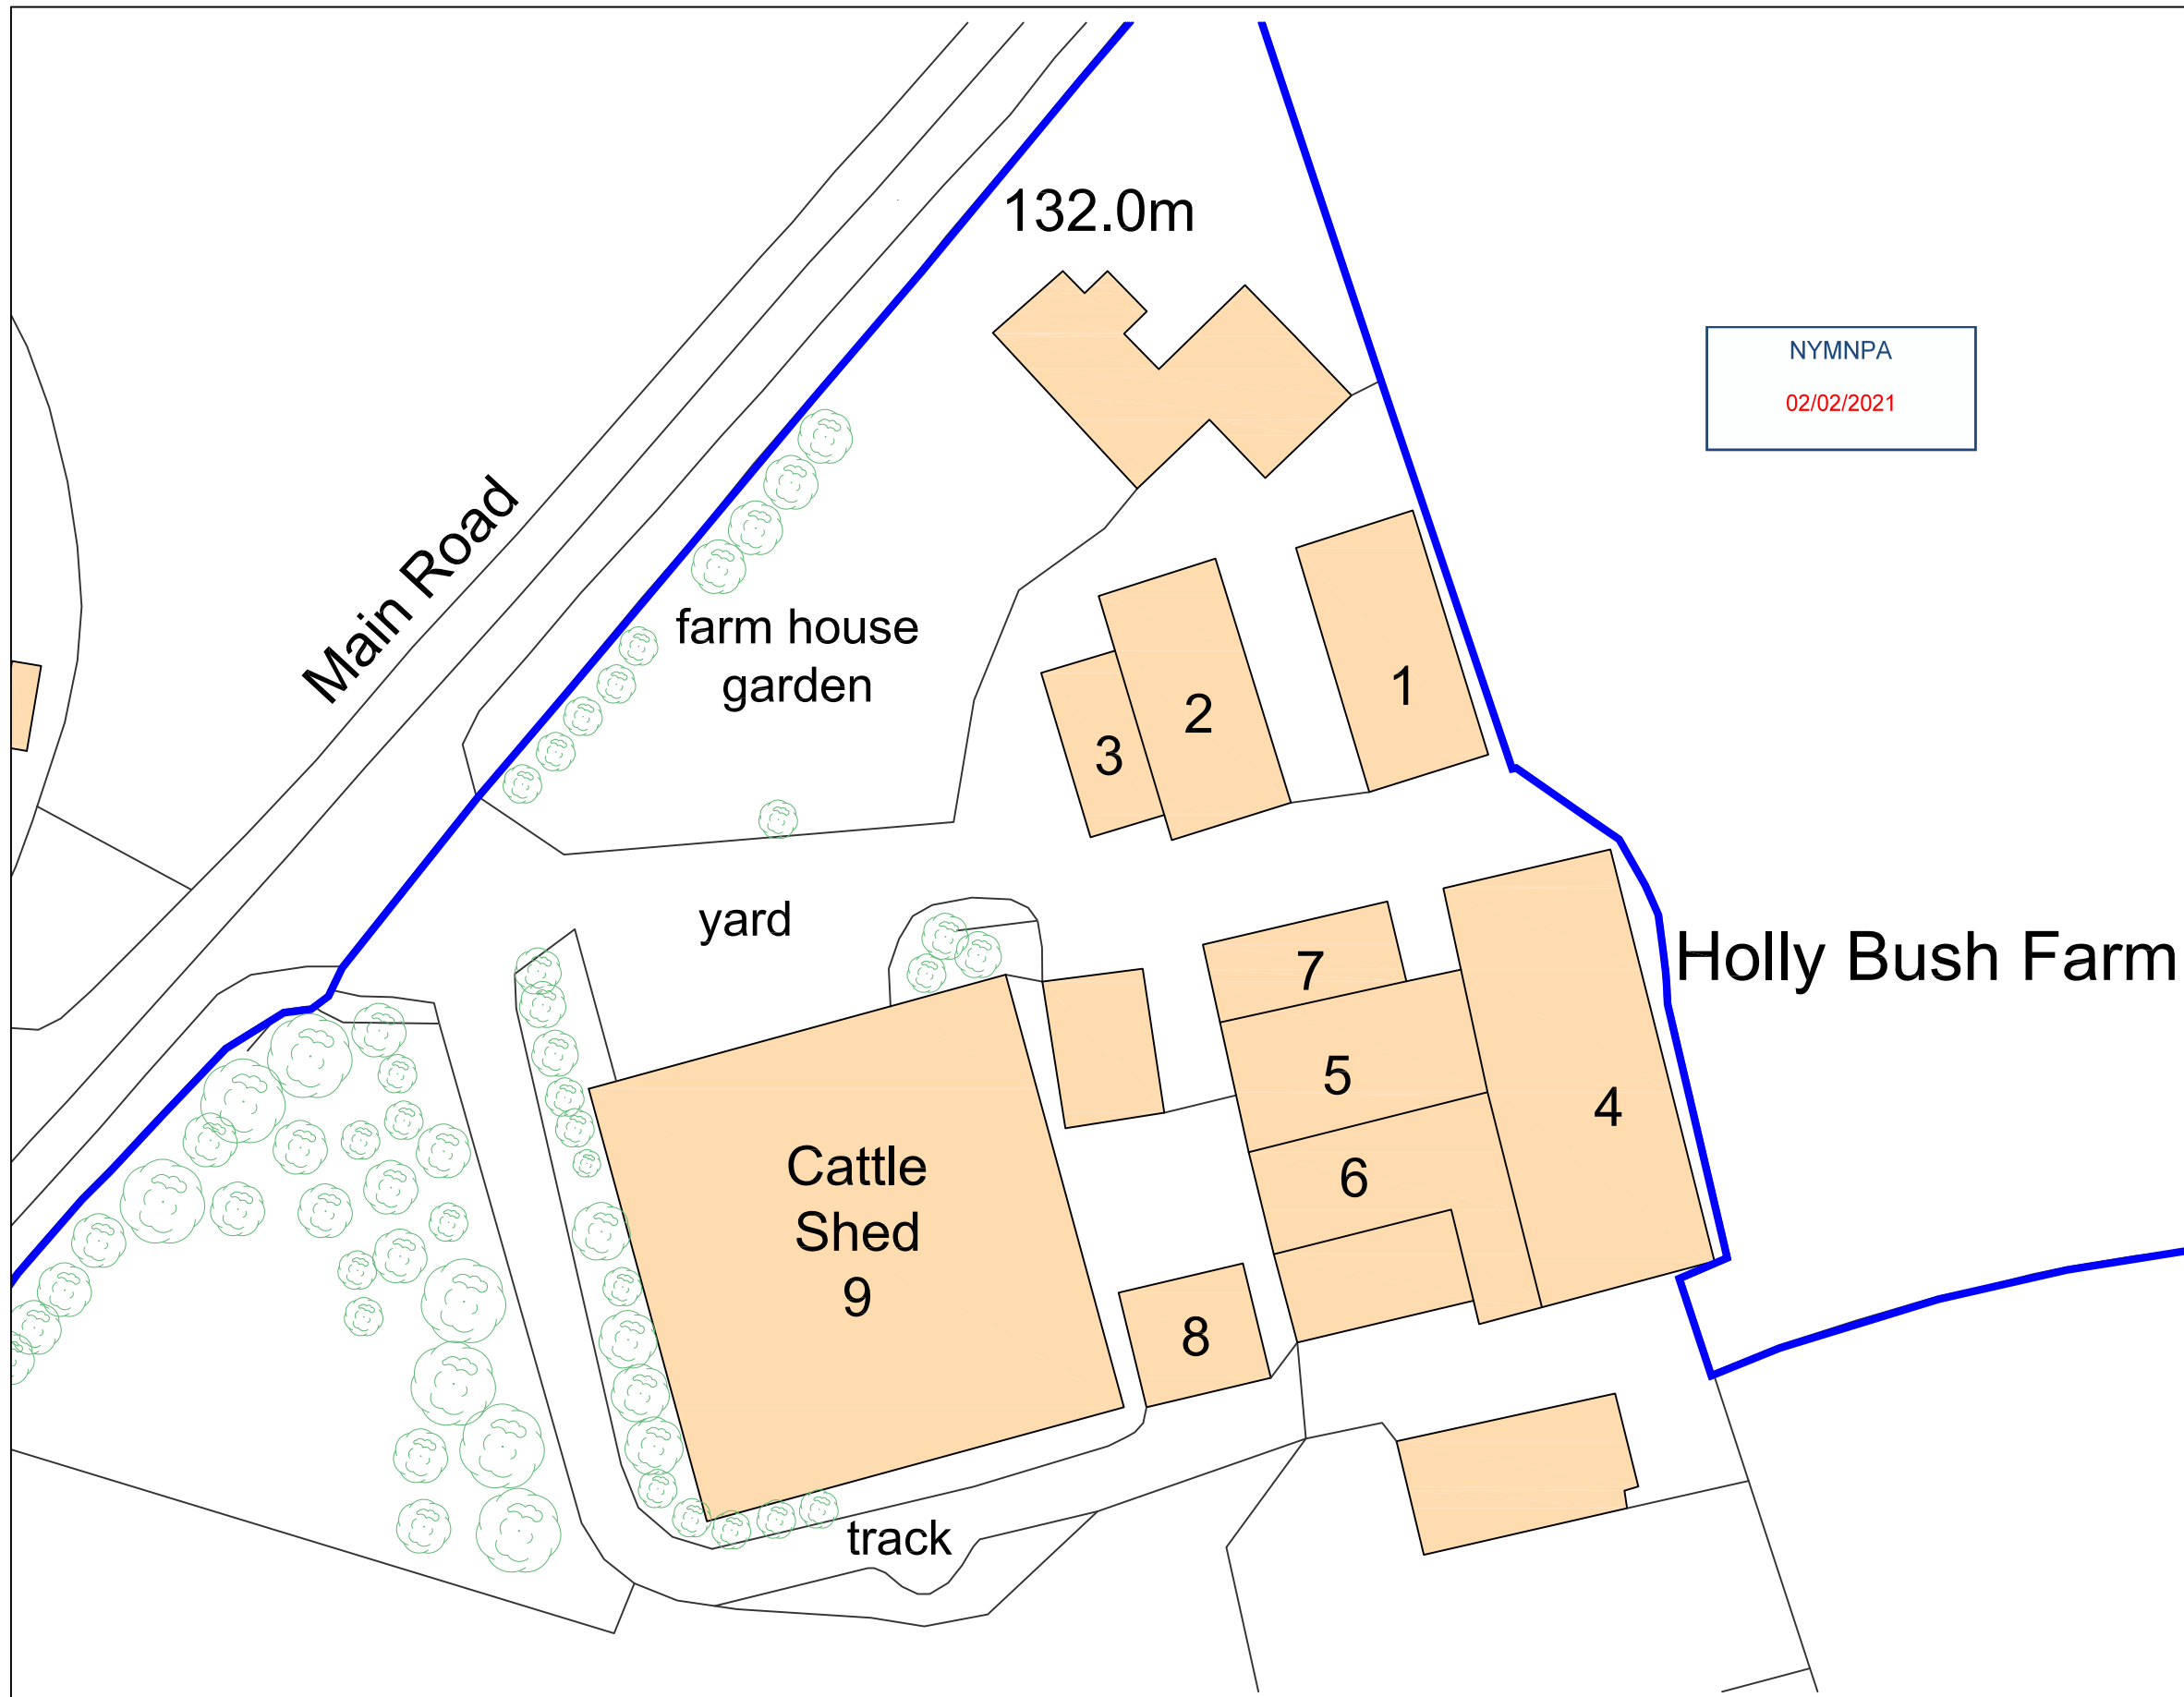 132.0m
NYMNPA
02/02/2021
Main Road
farm house
garden
1
2
3
yard
Holly Bush Farm
7
5
4
6
Cattle
Shed
9
8
track